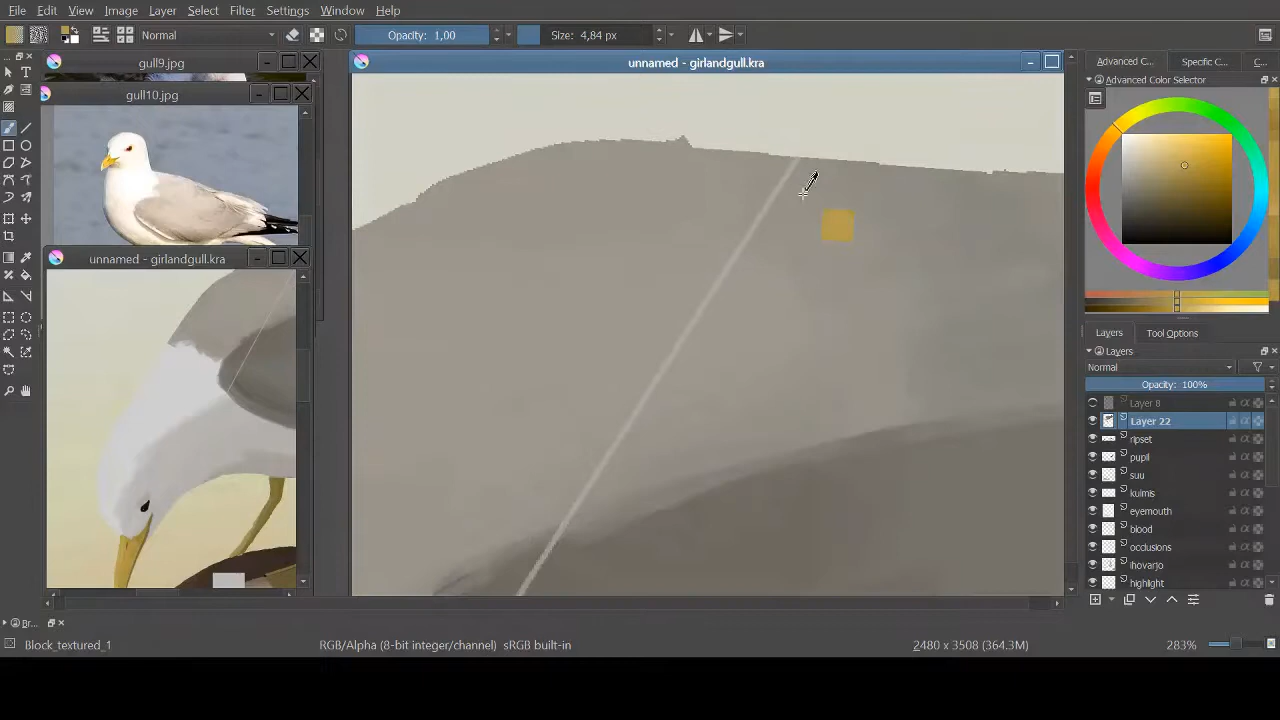 File Edit View Image Layer Select Filter Settings Window Help
Normal Opacity: 1,00 Size: 4,84 px
gull9.jpg
unnamed - girlandgull.kra
Advanced C... Specific C... C...
Advanced Color Selector
gull10.jpg
unnamed - girlandgull.kra
Layers Tool Options
Layers
Normal
Opacity: 100%
Layer 8
Layer 22
ripset
pupil
suu
kulmis
eyemouth
blood
occlusions
ihovarjo
highlight
Br...
Block_textured_1 RGB/Alpha (8-bit integer/channel) sRGB built-in 2480 x 3508 (364.3M) 283%